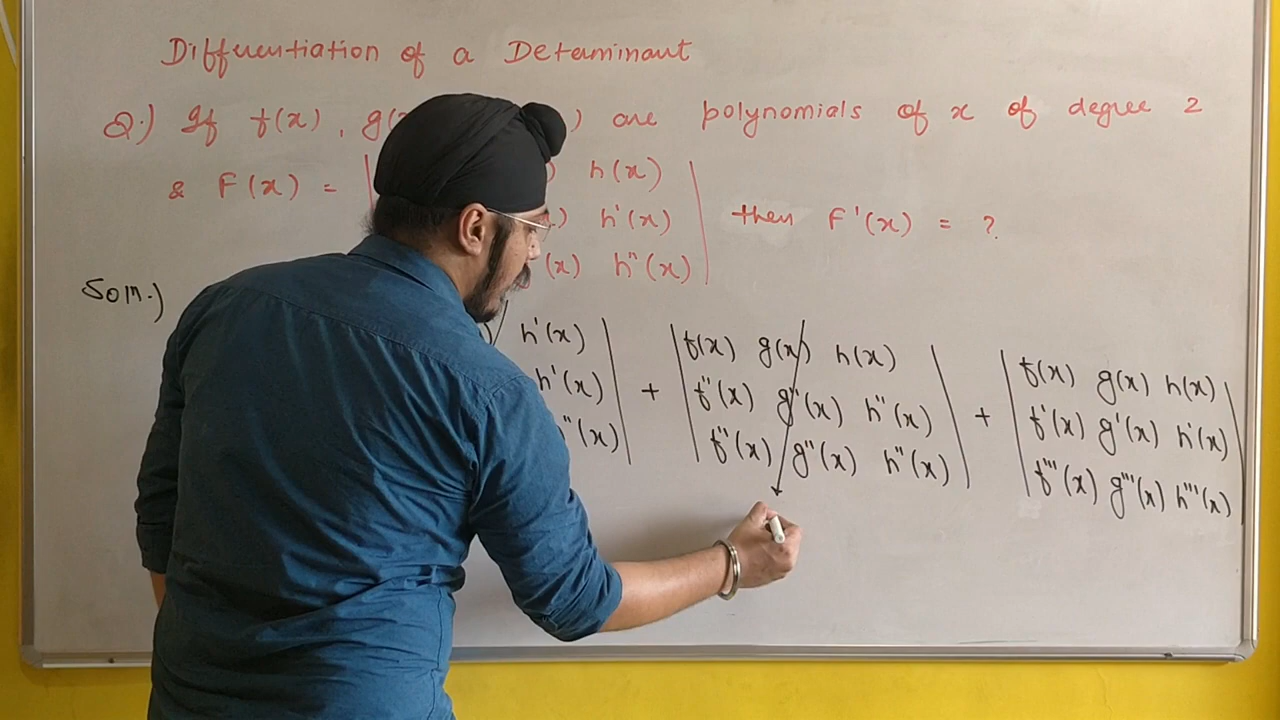 Differentiation of a Determinant
Q.) If f(x), g( ) are polynomials of x of degree 2
& F(x) = | ) h(x) |
) h'(x) | then F'(x) = ?
(x) h"(x) |
Soln.)
) h'(x) | + | f(x) g(x) h(x) | + | f(x) g(x) h(x) |
h'(x) | f"(x) g"(x) h"(x) | f'(x) g'(x) h'(x) |
"(x) | f"(x) g"(x) h"(x) | f'''(x) g'''(x) h'''(x) |